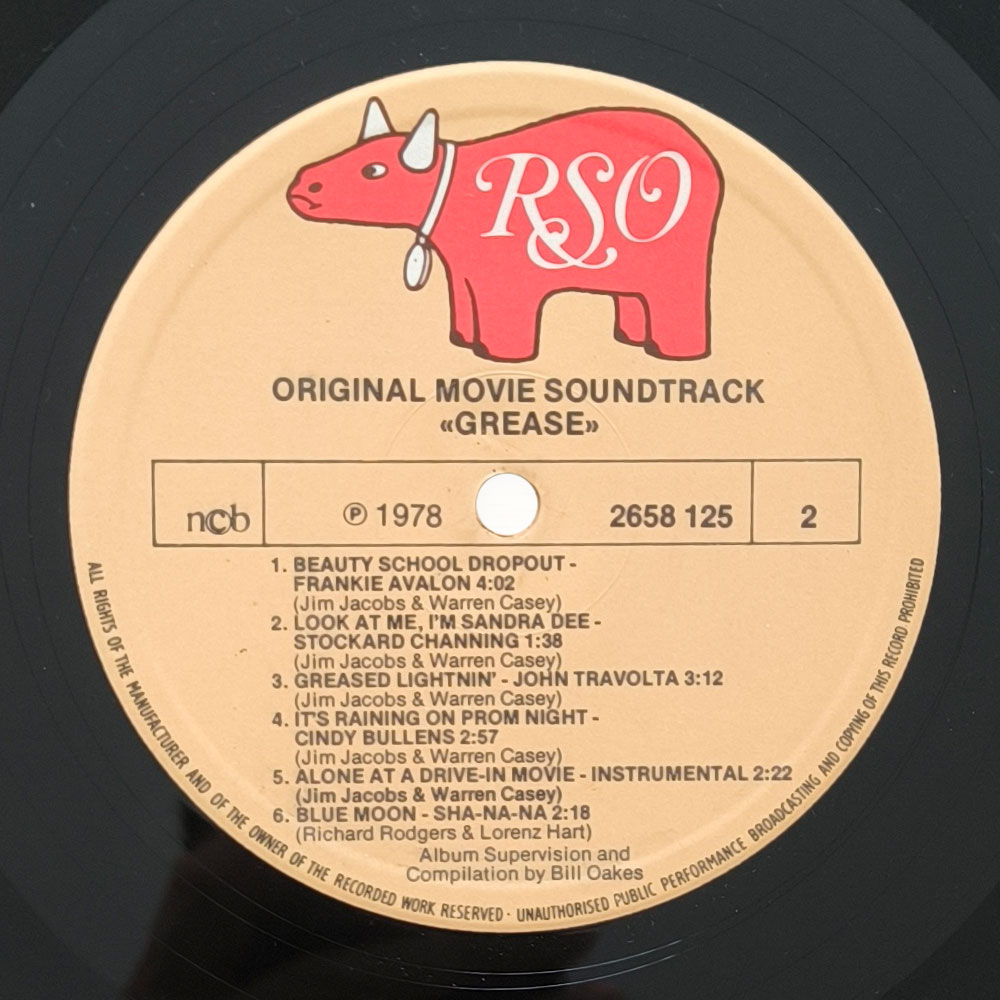 RSO
ORIGINAL MOVIE SOUNDTRACK
«GREASE»
ncb
℗ 1978
2658 125
2
1. BEAUTY SCHOOL DROPOUT -
FRANKIE AVALON 4:02
(Jim Jacobs & Warren Casey)
2. LOOK AT ME, I'M SANDRA DEE -
STOCKARD CHANNING 1:38
(Jim Jacobs & Warren Casey)
3. GREASED LIGHTNIN' - JOHN TRAVOLTA 3:12
(Jim Jacobs & Warren Casey)
4. IT'S RAINING ON PROM NIGHT -
CINDY BULLENS 2:57
(Jim Jacobs & Warren Casey)
5. ALONE AT A DRIVE-IN MOVIE - INSTRUMENTAL 2:22
(Jim Jacobs & Warren Casey)
6. BLUE MOON - SHA-NA-NA 2:18
(Richard Rodgers & Lorenz Hart)
Album Supervision and
Compilation by Bill Oakes
ALL RIGHTS OF THE MANUFACTURER AND OF THE OWNER OF THE RECORDED WORK RESERVED · UNAUTHORISED PUBLIC PERFORMANCE BROADCASTING AND COPYING OF THIS RECORD PROHIBITED